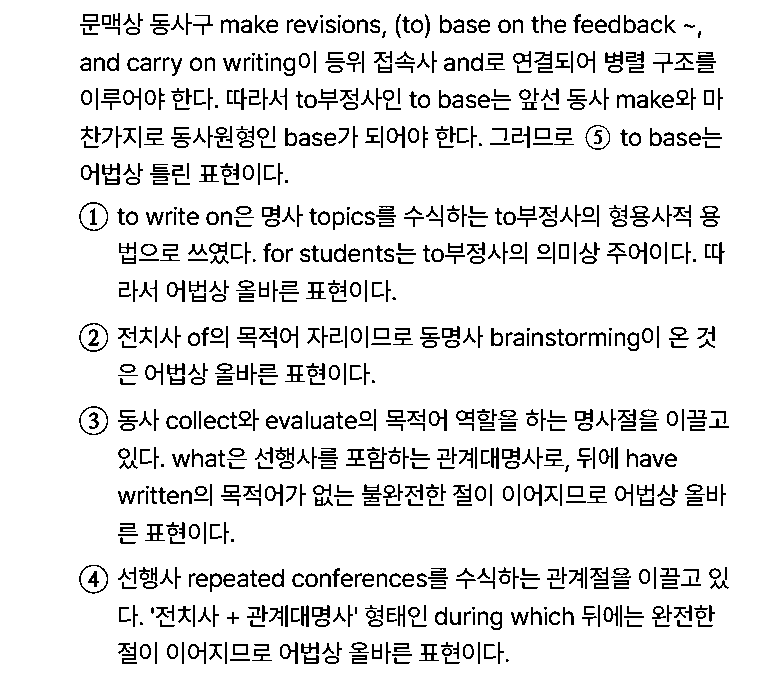 문맥상 동사구 make revisions, (to) base on the feedback ~,
and carry on writing이 등위 접속사 and로 연결되어 병렬 구조를
이루어야 한다. 따라서 to부정사인 to base는 앞선 동사 make와 마
찬가지로 동사원형인 base가 되어야 한다. 그러므로 ⑤ to base는
어법상 틀린 표현이다.
① to write on은 명사 topics를 수식하는 to부정사의 형용사적 용
법으로 쓰였다. for students는 to부정사의 의미상 주어이다. 따
라서 어법상 올바른 표현이다.
② 전치사 of의 목적어 자리이므로 동명사 brainstorming이 온 것
은 어법상 올바른 표현이다.
③ 동사 collect와 evaluate의 목적어 역할을 하는 명사절을 이끌고
있다. what은 선행사를 포함하는 관계대명사로, 뒤에 have
written의 목적어가 없는 불완전한 절이 이어지므로 어법상 올바
른 표현이다.
④ 선행사 repeated conferences를 수식하는 관계절을 이끌고 있
다. '전치사 + 관계대명사' 형태인 during which 뒤에는 완전한
절이 이어지므로 어법상 올바른 표현이다.